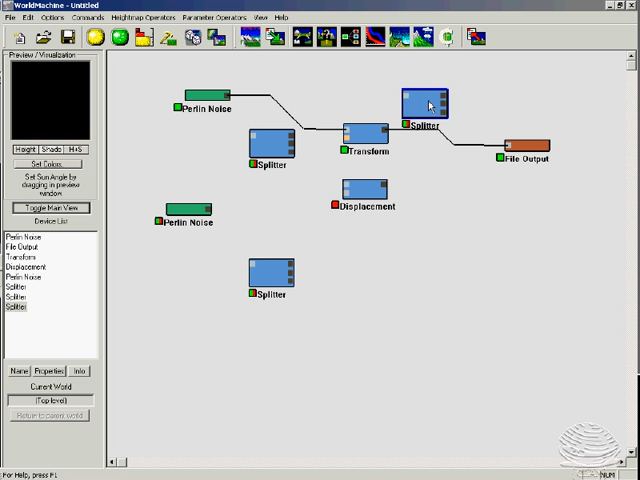 WorldMachine - Untitled
File Edit Options Commands Heightmap Operators Parameter Operators View Help
Preview / Visualization
Height Shado H+S
Set Colors..
Set Sun Angle by
dragging in preview
window
Toggle Main View
Device List
Perlin Noise
File Output
Transform
Displacement
Perlin Noise
Splitter
Splitter
Splitter
Name Properties Info
Current World
(Top level)
Return to parent world
Perlin Noise
Splitter
Splitter
Transform
File Output
Displacement
Perlin Noise
Splitter
For Help, press F1
NUM